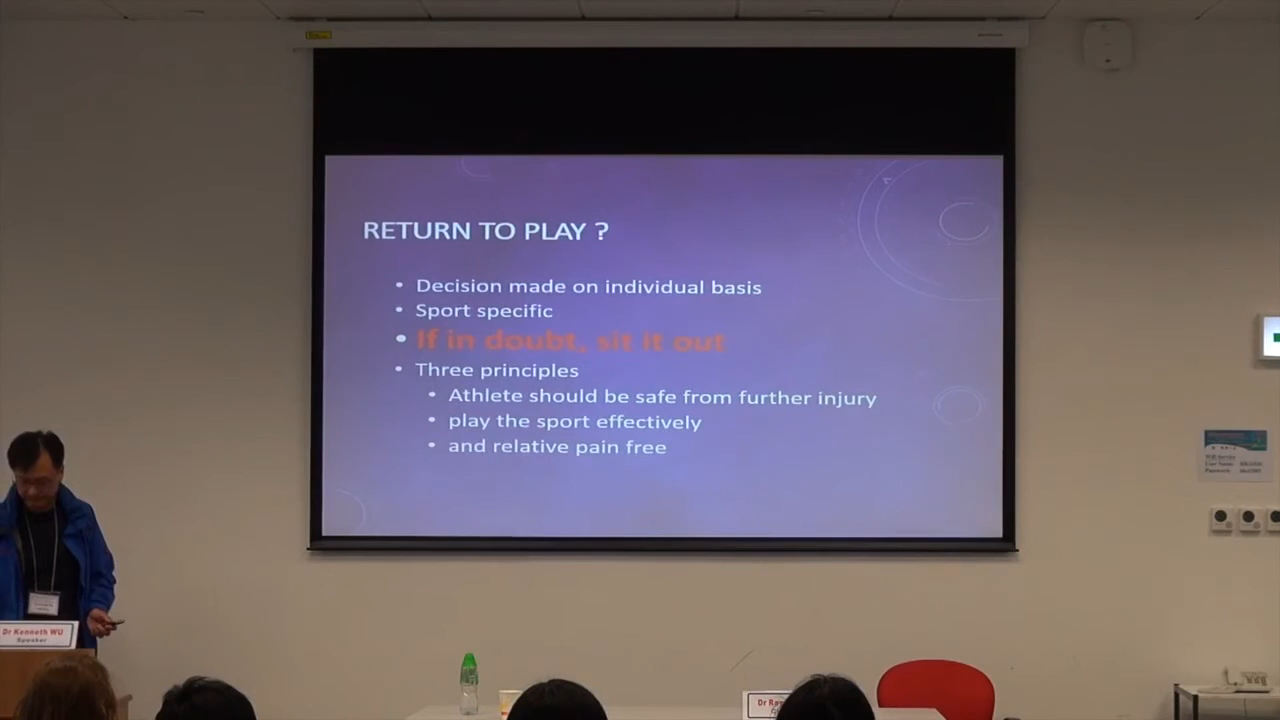 RETURN TO PLAY ?
• Decision made on individual basis
• Sport specific
• If in doubt, sit it out
• Three principles
• Athlete should be safe from further injury
• play the sport effectively
• and relative pain free
Dr Kenneth WU
Speaker
Dr